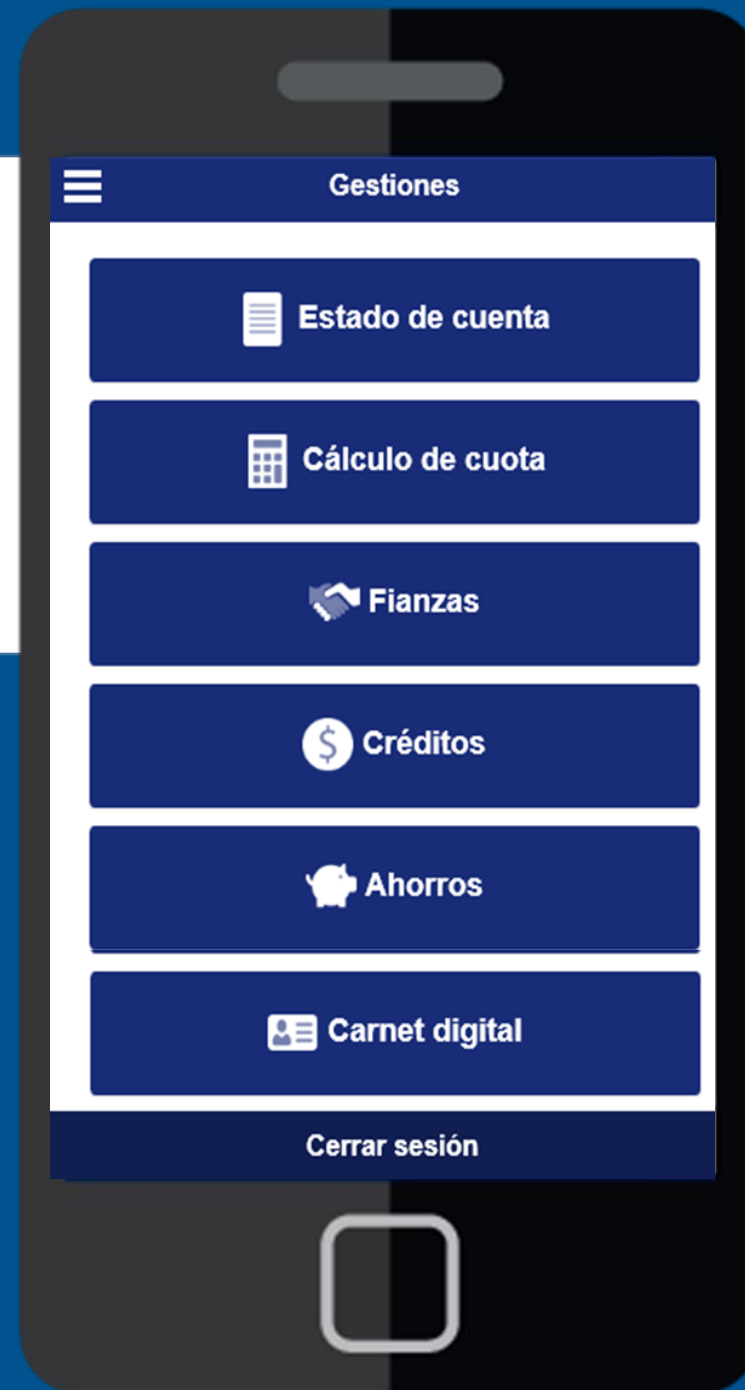 Gestiones
Estado de cuenta
Cálculo de cuota
Fianzas
Créditos
Ahorros
Carnet digital
Cerrar sesión